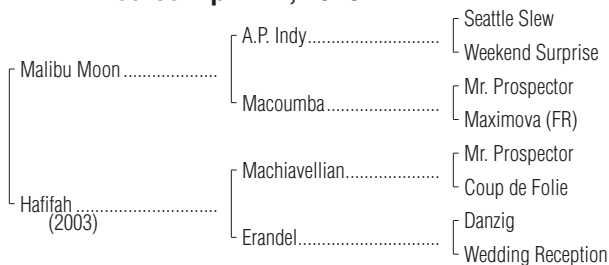 Seattle Slew
A.P. Indy
Weekend Surprise
Malibu Moon
Mr. Prospector
Macoumba
Maximova (FR)
Mr. Prospector
Machiavellian
Coup de Folie
Hafifah
(2003)
Danzig
Erandel
Wedding Reception